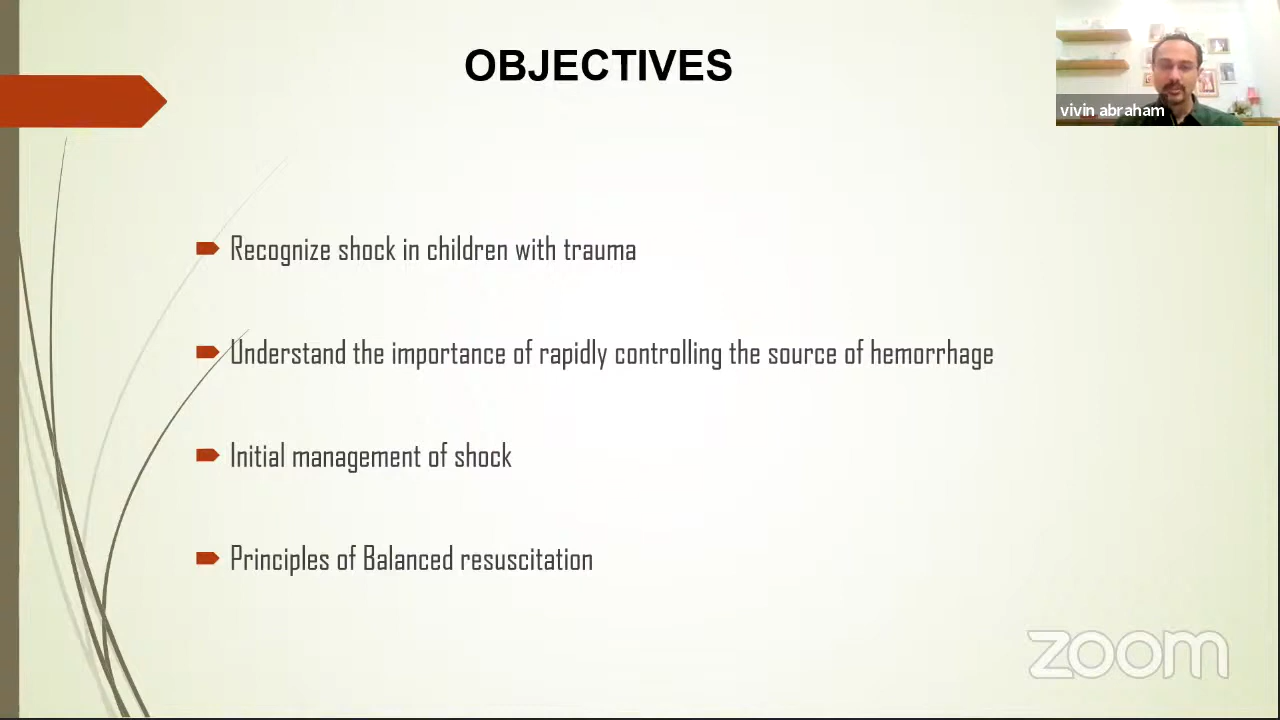 OBJECTIVES
vivin abraham
Recognize shock in children with trauma
Understand the importance of rapidly controlling the source of hemorrhage
Initial management of shock
Principles of Balanced resuscitation
zoom